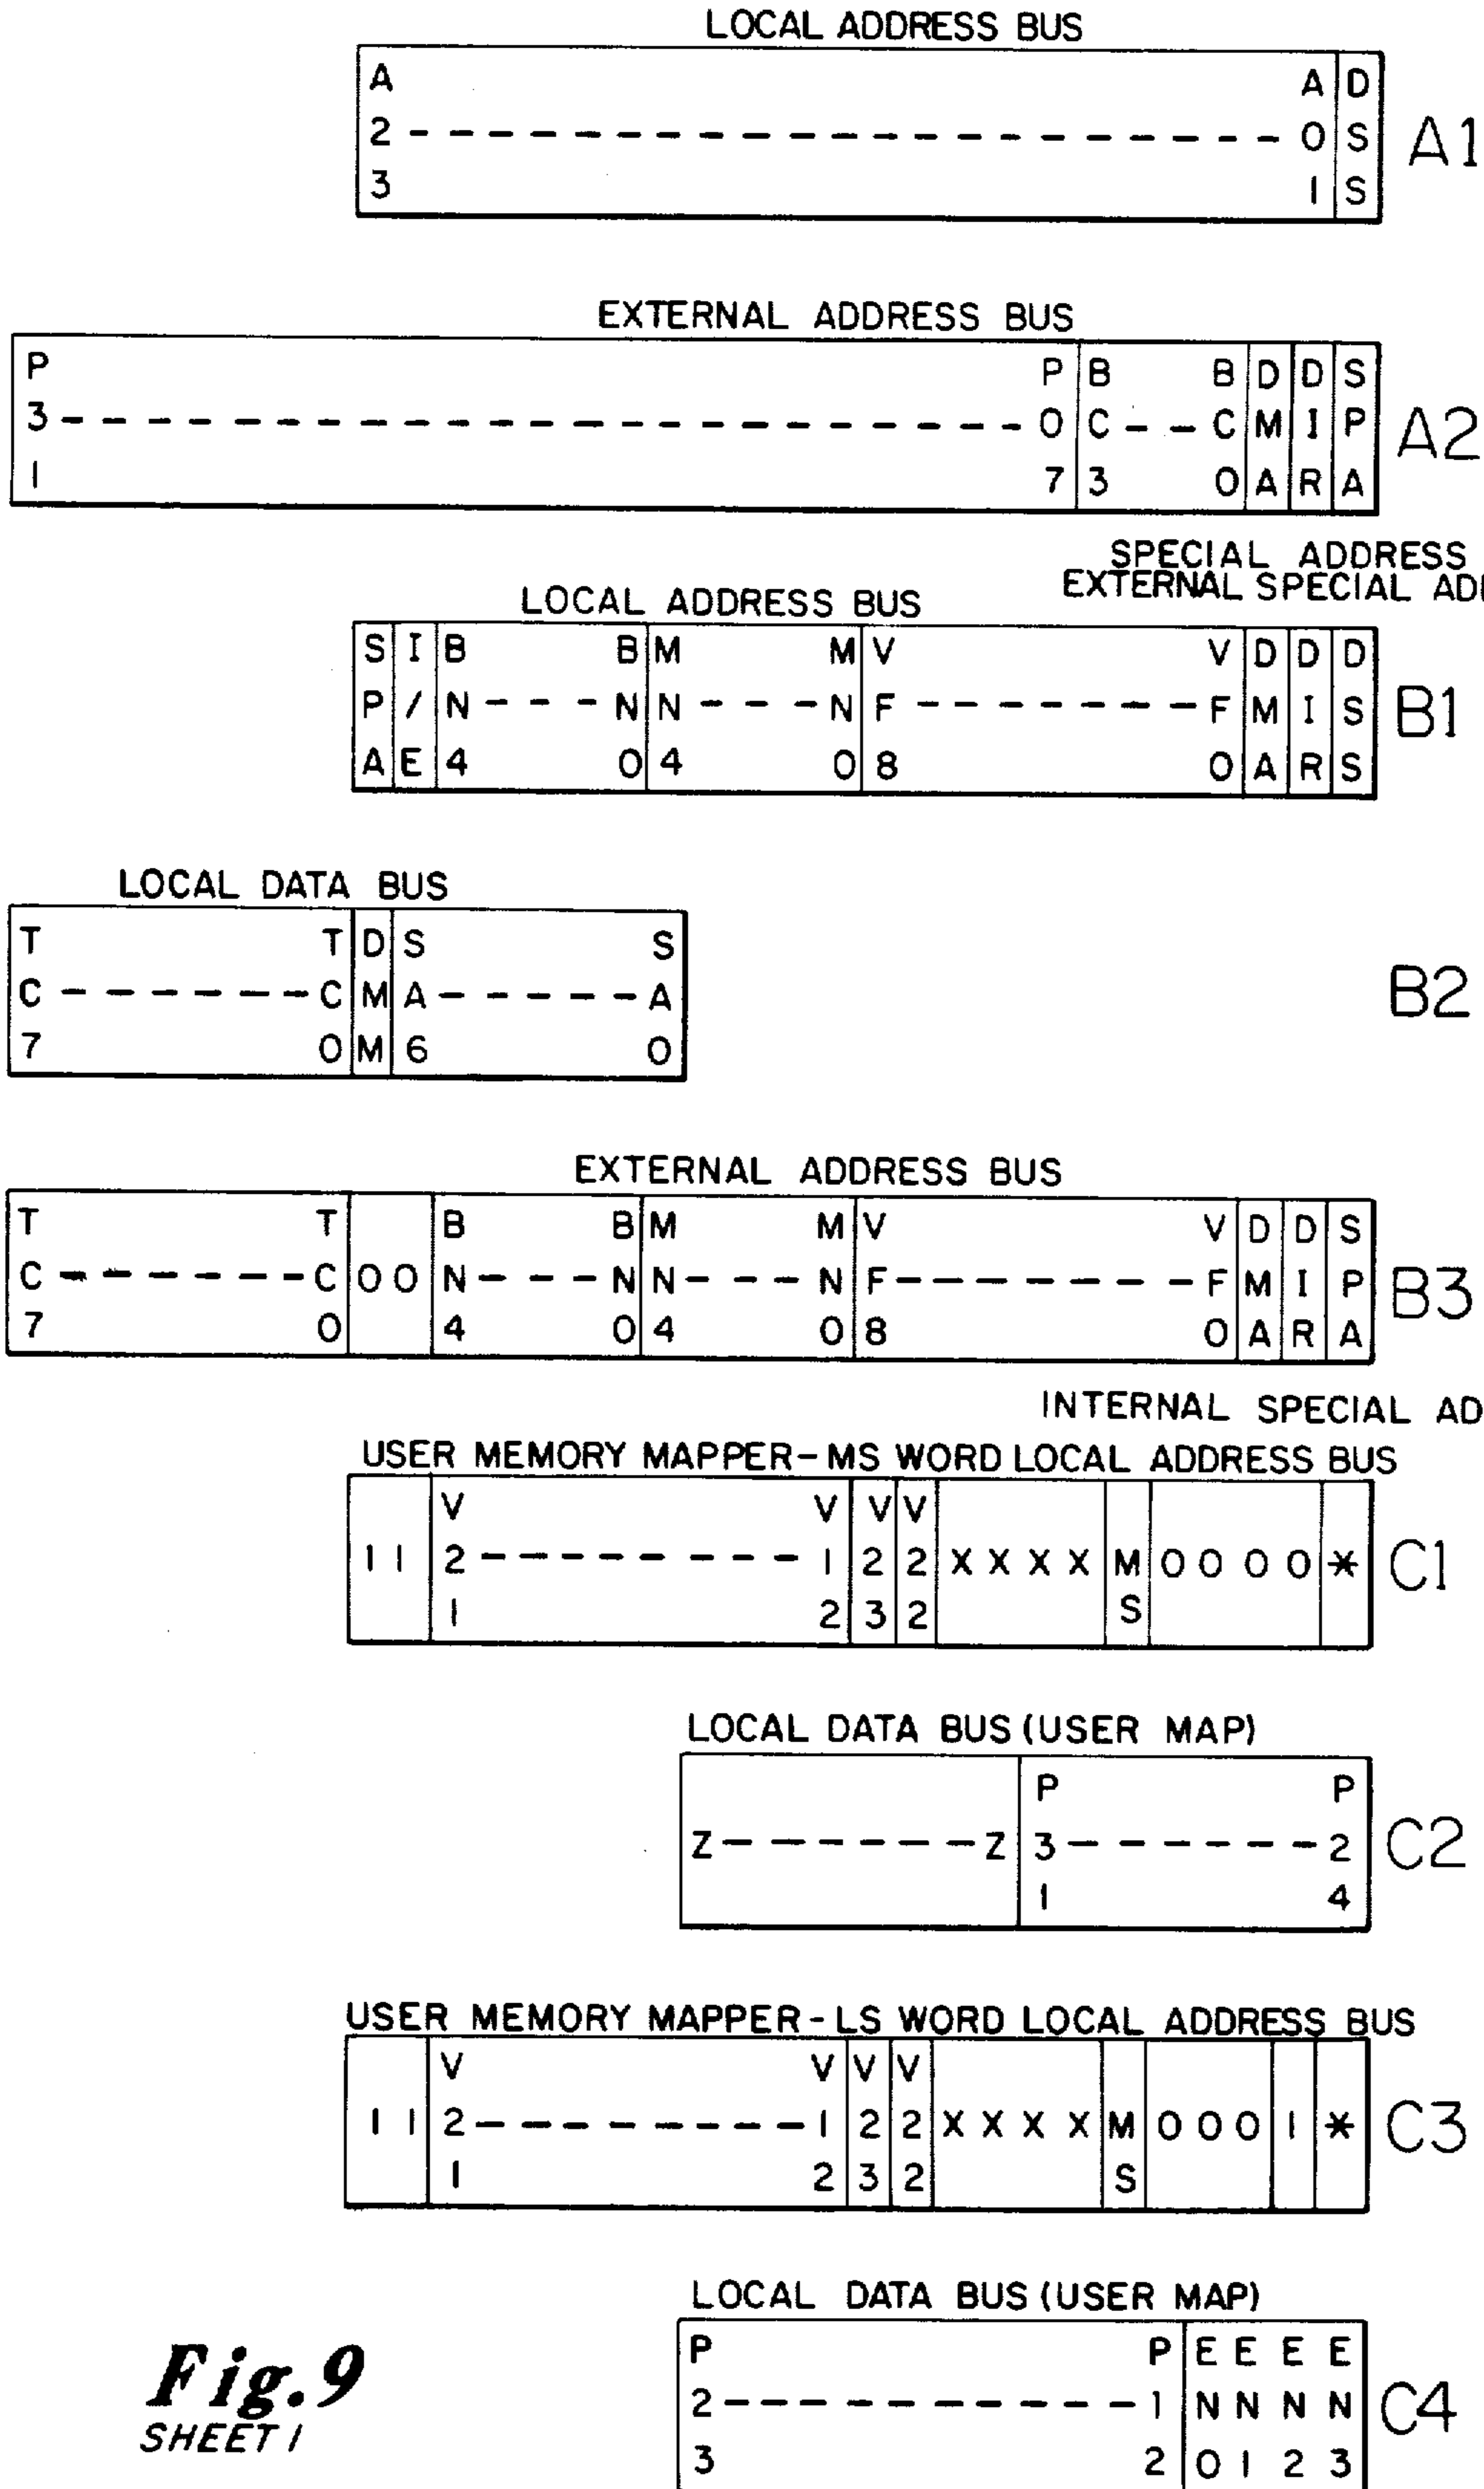 LOCAL ADDRESS BUS
A A D
2 - - - - - - - - - - - - - - - - - - - - 0 S A1
3 1 S
EXTERNAL ADDRESS BUS
P P B B D D S
3 - - - - - - - - - - - - - - - - - - - - - - 0 C - - C M I P A2
1 7 3 0 A R A
SPECIAL ADDRESS
EXTERNAL SPECIAL
LOCAL ADDRESS BUS
S I B B M M V V D D D
P / N - - - N N - - - N F - - - - - - - F M I S B1
A E 4 0 4 0 8 0 A R S
LOCAL DATA BUS
T T D S S
C - - - - - - C M A - - - - - A B2
7 0 M 6 0
EXTERNAL ADDRESS BUS
T T B B M M V V D D S
C - - - - - - C 0 0 N - - - N N - - - N F - - - - - - - - F M I P B3
7 0 4 0 4 0 8 0 A R A
INTERNAL SPECIAL AD
USER MEMORY MAPPER-MS WORD LOCAL ADDRESS BUS
V V V V
1 1 2 - - - - - - - - 1 2 2 X X X X M 0 0 0 0 * C1
1 2 3 2 S
LOCAL DATA BUS (USER MAP)
P P
Z - - - - - - Z 3 - - - - - - 2 C2
1 4
USER MEMORY MAPPER-LS WORD LOCAL ADDRESS BUS
V V V V
1 1 2 - - - - - - - - 1 2 2 X X X X M 0 0 0 1 * C3
1 2 3 2 S
LOCAL DATA BUS (USER MAP)
P P E E E E
2 - - - - - - - - - - 1 N N N N C4
3 2 0 1 2 3
Fig.9
SHEET 1